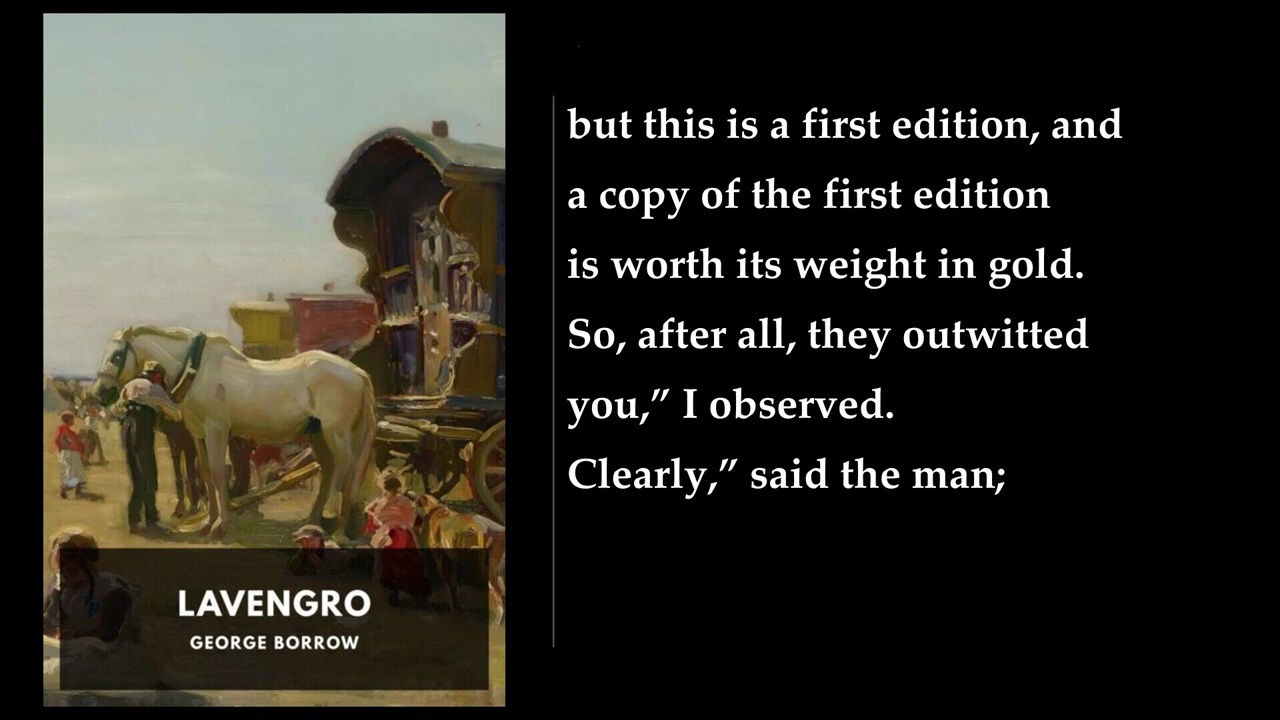 LAVENGRO
GEORGE BORROW
but this is a first edition, and
a copy of the first edition
is worth its weight in gold.
So, after all, they outwitted
you,” I observed.
Clearly,” said the man;